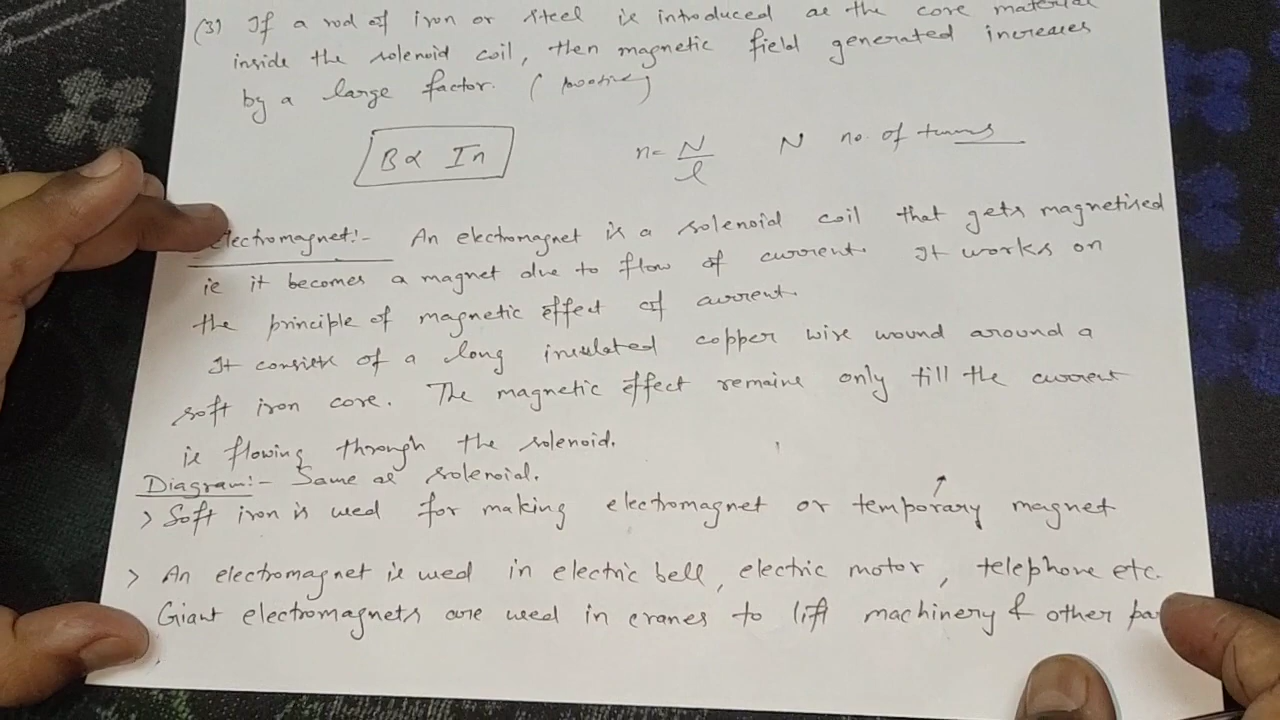 (3) If a rod of iron or steel is introduced as the core material
inside the solenoid coil, then magnetic field generated increases
by a large factor. (
B ∝ In n = N/l N no. of turns
Electromagnet:- An electromagnet is a solenoid coil that gets magnetised
ie it becomes a magnet due to flow of current. It works on
the principle of magnetic effect of current.
It consists of a long insulated copper wire wound around a
soft iron core. The magnetic effect remains only till the current
is flowing through the solenoid.
Diagram:- Same as solenoid.
> Soft iron is used for making electromagnet or temporary magnet
> An electromagnet is used in electric bell, electric motor, telephone etc.
Giant electromagnets are used in cranes to lift machinery & other pa